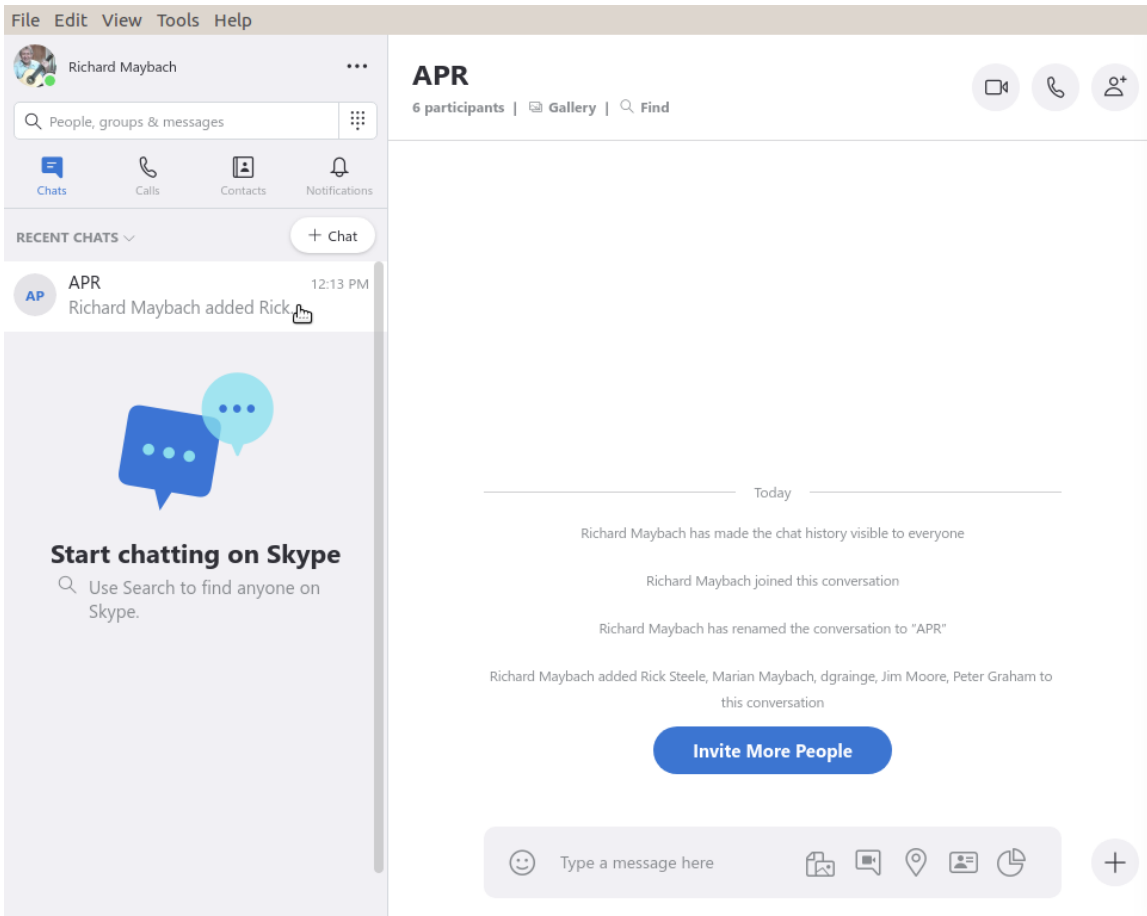 File Edit View Tools Help
Richard Maybach
People, groups & messages
Chats Calls Contacts Notifications
RECENT CHATS
+ Chat
AP
APR 12:13 PM
Richard Maybach added Rick...
Start chatting on Skype
Use Search to find anyone on
Skype.
APR
6 participants | Gallery | Find
Today
Richard Maybach has made the chat history visible to everyone
Richard Maybach joined this conversation
Richard Maybach has renamed the conversation to "APR"
Richard Maybach added Rick Steele, Marian Maybach, dgrainge, Jim Moore, Peter Graham to
this conversation
Invite More People
Type a message here